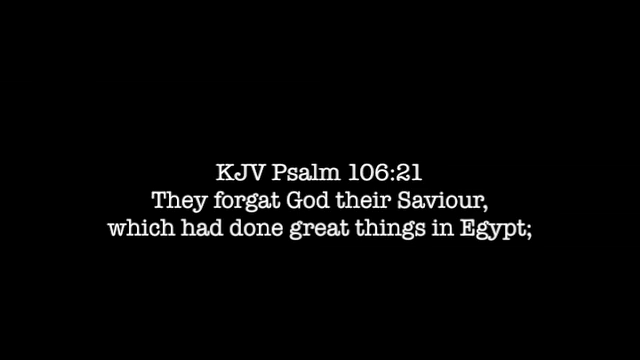 KJV Psalm 106:21
They forgat God their Saviour,
which had done great things in Egypt;